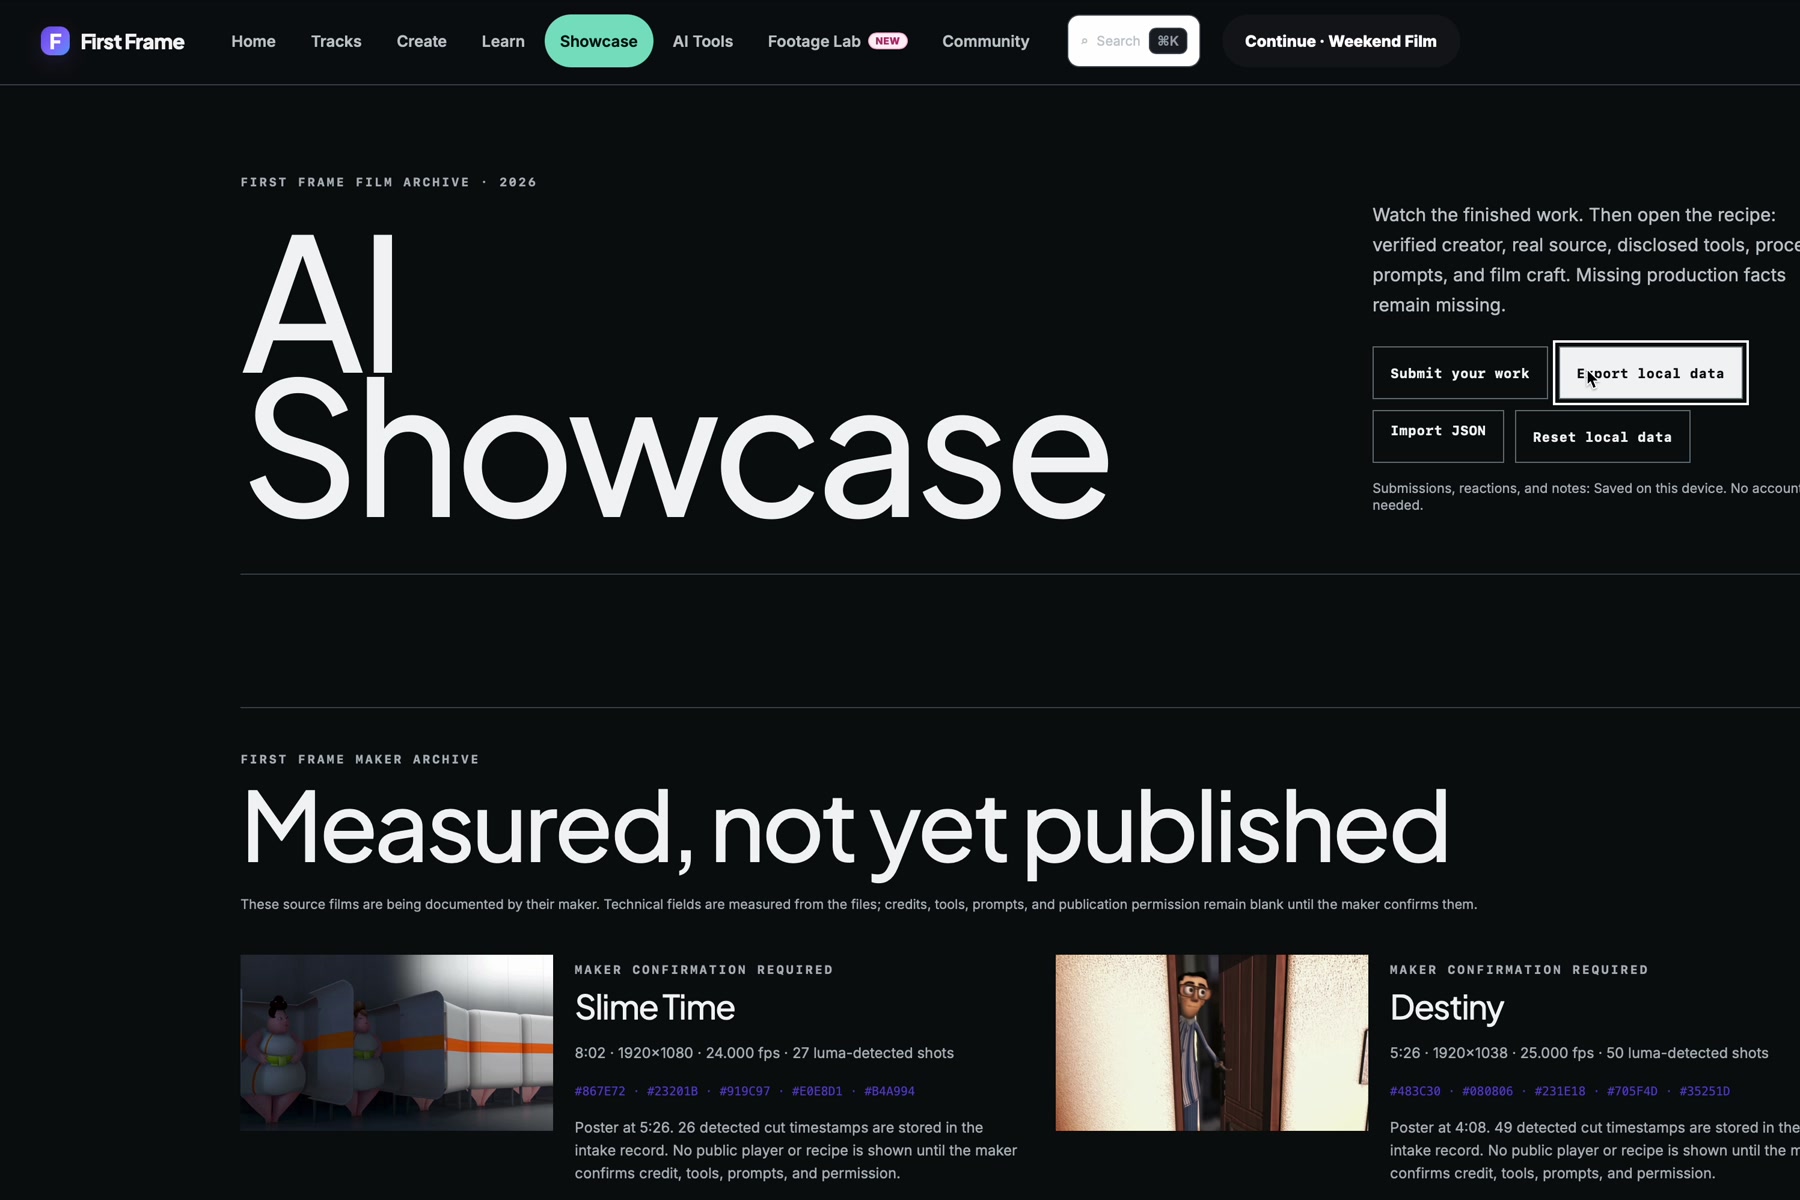 F First Frame
Home
Tracks
Create
Learn
Showcase
AI Tools
Footage Lab NEW
Community
Search ⌘K
Continue · Weekend Film
FIRST FRAME FILM ARCHIVE · 2026
AI
Showcase
Watch the finished work. Then open the recipe:
verified creator, real source, disclosed tools,
prompts, and film craft. Missing production facts
remain missing.
Submit your work
Export local data
Import JSON
Reset local data
Submissions, reactions, and notes: Saved on this device. No account
needed.
FIRST FRAME MAKER ARCHIVE
Measured, not yet published
These source films are being documented by their maker. Technical fields are measured from the files; credits, tools, prompts, and publication permission remain blank until the maker confirms them.
MAKER CONFIRMATION REQUIRED
Slime Time
8:02 · 1920×1080 · 24.000 fps · 27 luma-detected shots
#867E72 · #23201B · #919C97 · #E0E8D1 · #B4A994
Poster at 5:26. 26 detected cut timestamps are stored in the
intake record. No public player or recipe is shown until the maker
confirms credit, tools, prompts, and permission.
MAKER CONFIRMATION REQUIRED
Destiny
5:26 · 1920×1038 · 25.000 fps · 50 luma-detected shots
#483C30 · #080806 · #231E18 · #705F4D · #35251D
Poster at 4:08. 49 detected cut timestamps are stored in the
intake record. No public player or recipe is shown until the
confirms credit, tools, prompts, and permission.